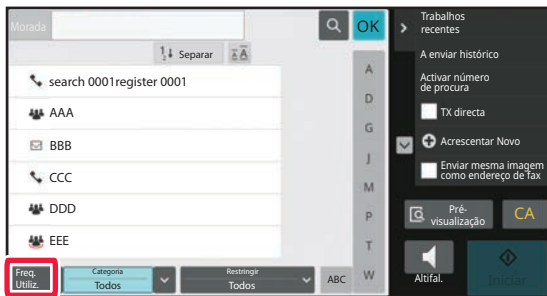 Morada
OK
1↓ Separar
AÂ
search 0001register 0001
AAA
BBB
CCC
DDD
EEE
A
D
G
J
M
P
T
W
Freq.
Utiliz.
Categoria
Todos
Restringir
Todos
ABC
Trabalhos
recentes
A enviar histórico
Activar número
de procura
TX directa
Acrescentar Novo
Enviar mesma imagem
como endereço de fax
Pré-
visualização
CA
Altifal.
Iniciar